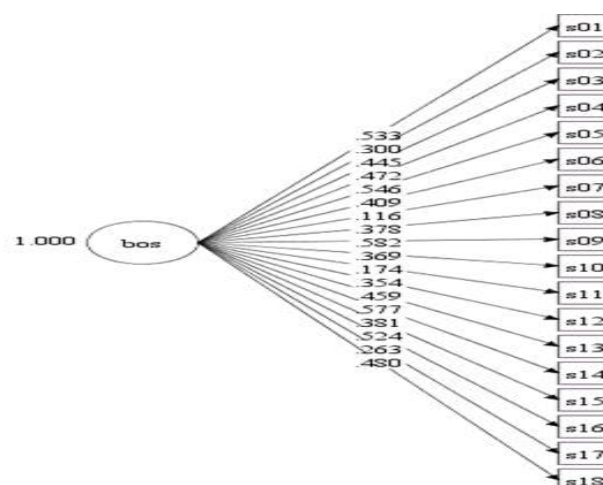 s01
s02
s03
s04
s05
s06
s07
s08
s09
s10
s11
s12
s13
s14
s15
s16
s17
s18
.533
.300
.445
.472
.546
.409
.116
.378
.582
.369
.174
.354
.459
.577
.381
.524
.263
.480
1.000 bos